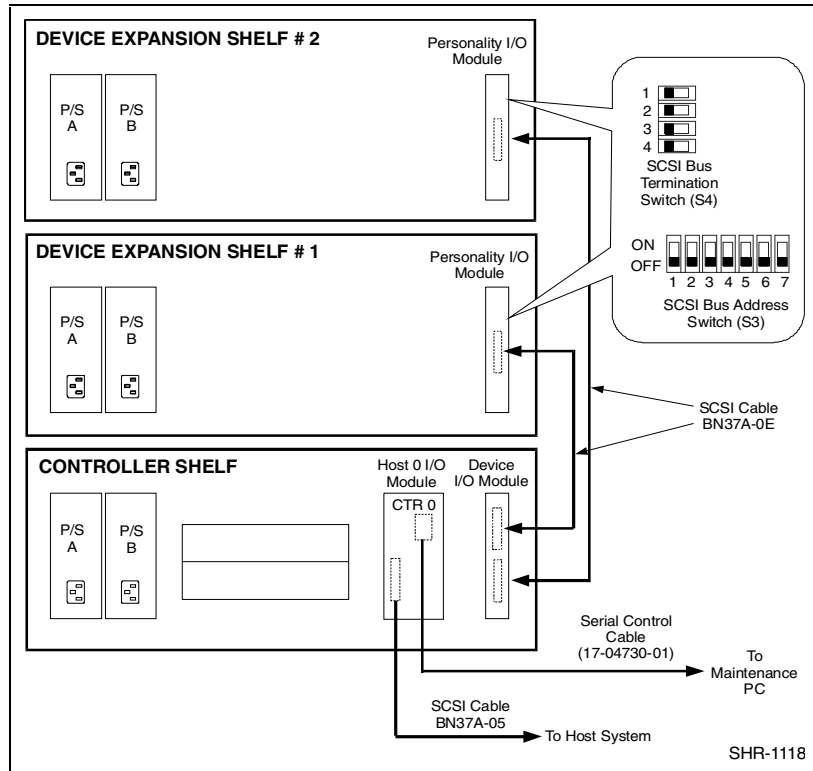 DEVICE EXPANSION SHELF # 2
Personality I/O
Module
P/S
A
P/S
B
1
2
3
4
SCSI Bus
Termination
Switch (S4)
ON
OFF
1 2 3 4 5 6 7
SCSI Bus Address
Switch (S3)
DEVICE EXPANSION SHELF # 1
Personality I/O
Module
P/S
A
P/S
B
SCSI Cable
BN37A-0E
CONTROLLER SHELF
Host 0 I/O
Module
Device
I/O Module
CTR 0
P/S
A
P/S
B
Serial Control
Cable
(17-04730-01)
To
Maintenance
PC
SCSI Cable
BN37A-05
To Host System
SHR-1118